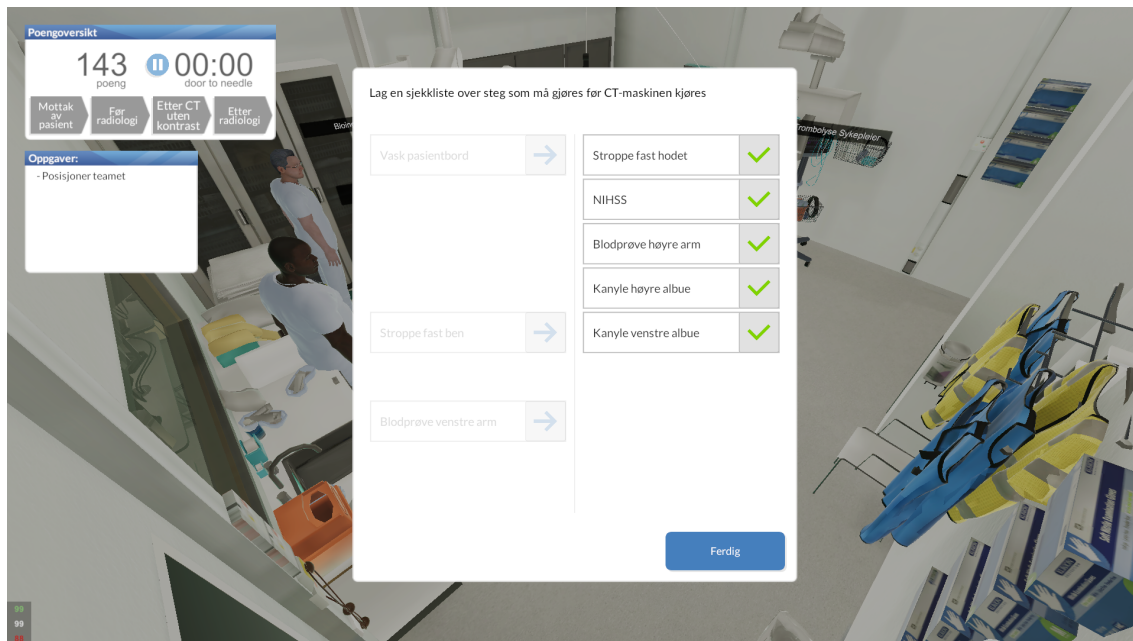 Poengoversikt
143
poeng
00:00
door to needle
Mottak
av
pasient
Før
radiologi
Etter CT
uten
kontrast
Etter
radiologi
Oppgaver:
- Posisjoner teamet
Lag en sjekkliste over steg som må gjøres før CT-maskinen kjøres
Vask pasientbord
Stroppe fast ben
Blodprøve venstre arm
Stroppe fast hodet
NIHSS
Blodprøve høyre arm
Kanyle høyre albue
Kanyle venstre albue
Ferdig
Trombolyse Sykepleier
99
99